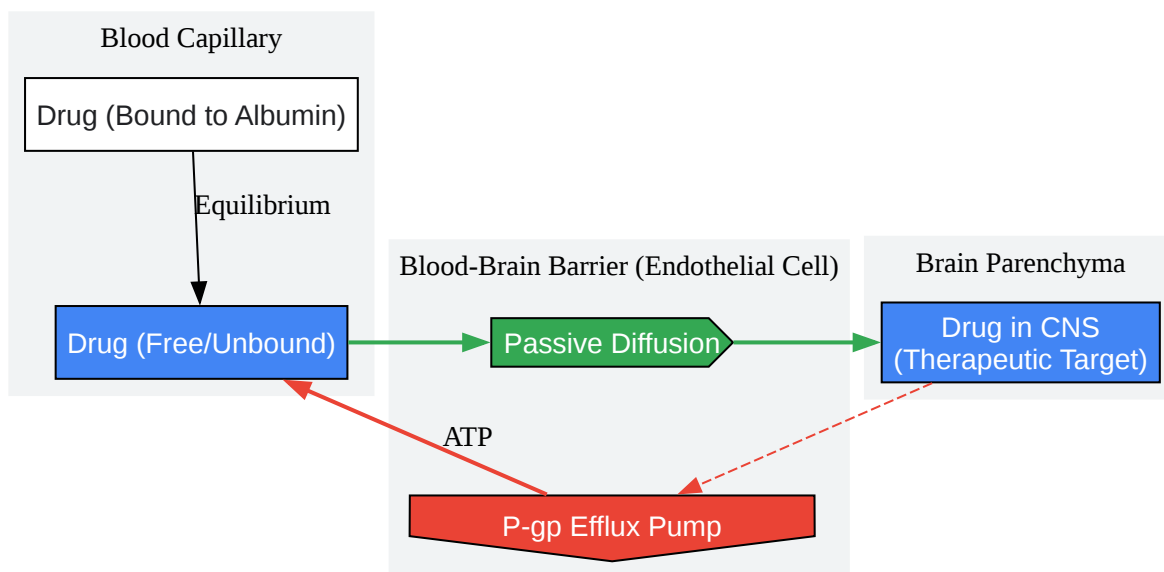 Blood Capillary
Drug (Bound to Albumin)
Equilibrium
Drug (Free/Unbound)
Blood-Brain Barrier (Endothelial Cell)
Passive Diffusion
Brain Parenchyma
Drug in CNS
(Therapeutic Target)
ATP
P-gp Efflux Pump